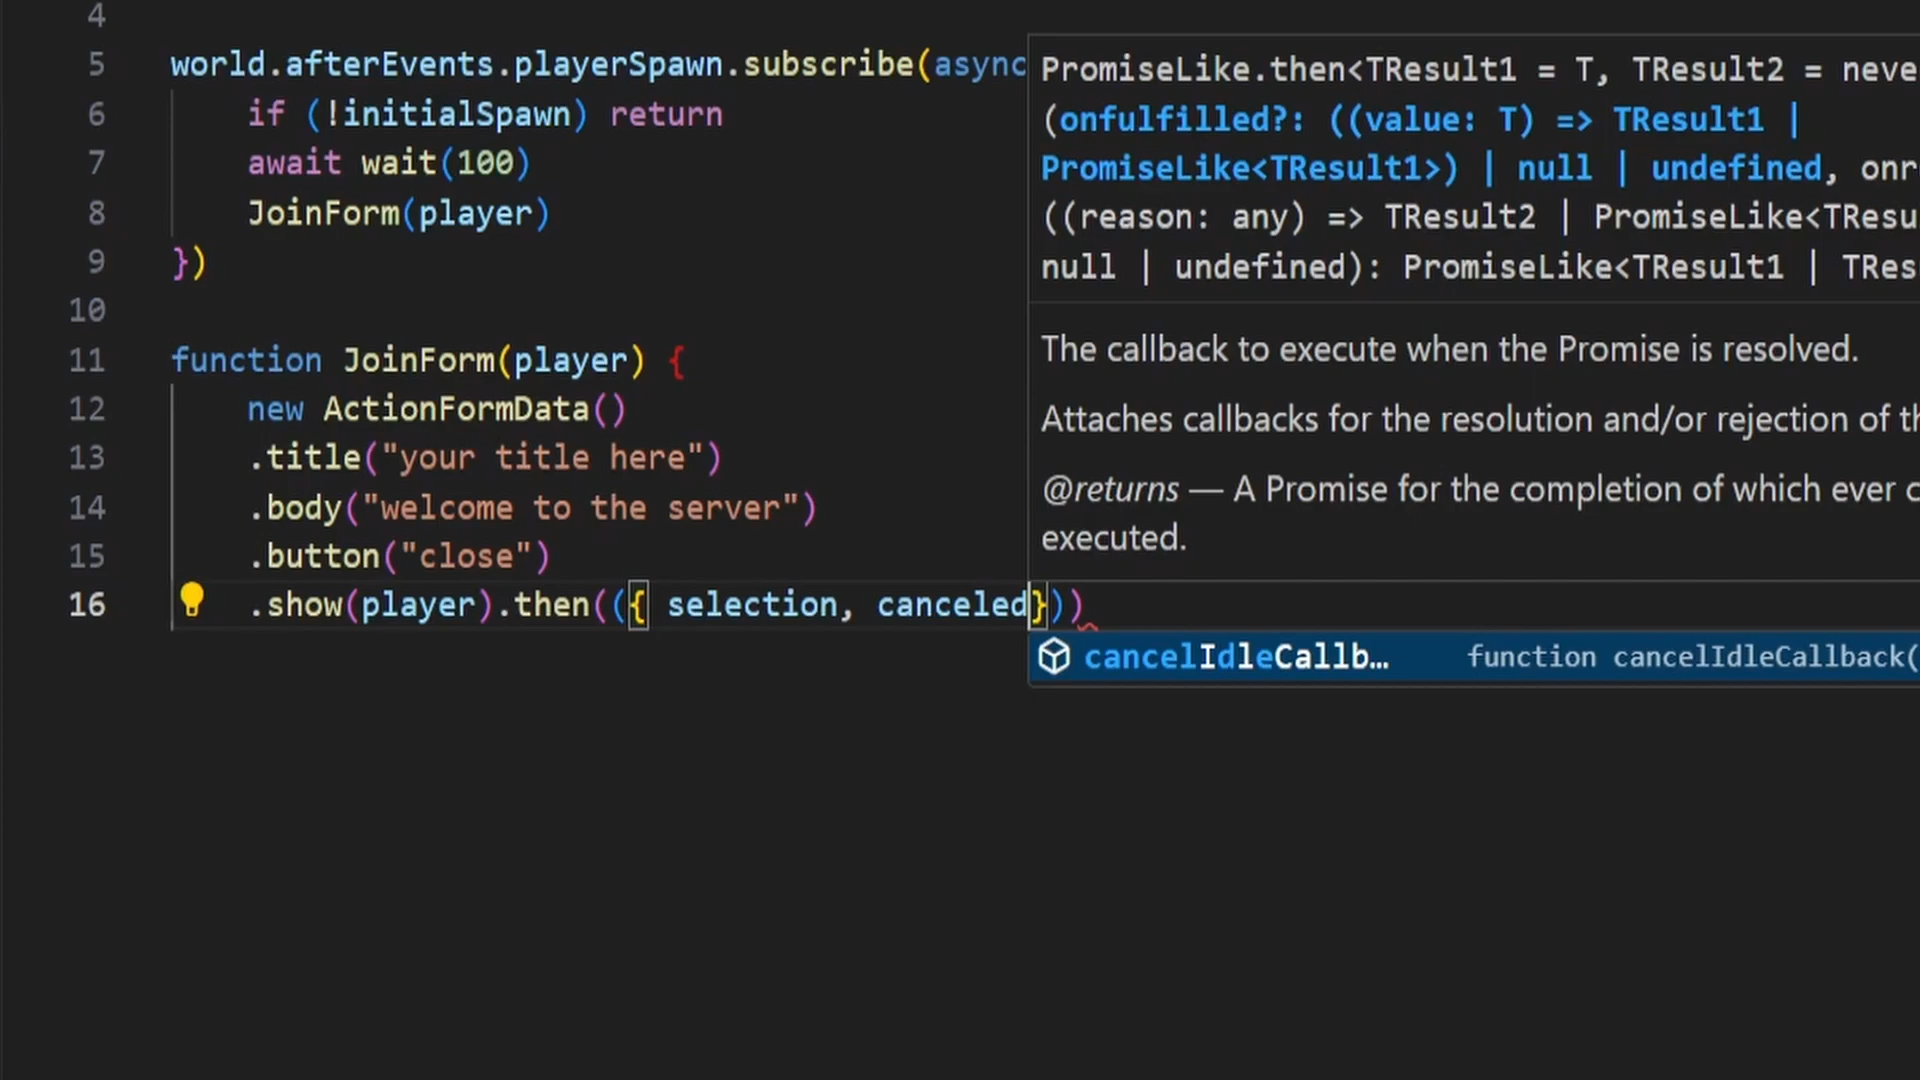 4
5 world.afterEvents.playerSpawn.subscribe(async
6 if (!initialSpawn) return
7 await wait(100)
8 JoinForm(player)
9 })
10
11 function JoinForm(player) {
12 new ActionFormData()
13 .title("your title here")
14 .body("welcome to the server")
15 .button("close")
16 .show(player).then(({ selection, canceled}))
PromiseLike.then<TResult1 = T, TResult2 = neve
(onfulfilled?: ((value: T) => TResult1 |
PromiseLike<TResult1>) | null | undefined, onr
((reason: any) => TResult2 | PromiseLike<TResu
null | undefined): PromiseLike<TResult1 | TRes
The callback to execute when the Promise is resolved.
Attaches callbacks for the resolution and/or rejection of th
@returns — A Promise for the completion of which ever c
executed.
cancelIdleCallb… function cancelIdleCallback(